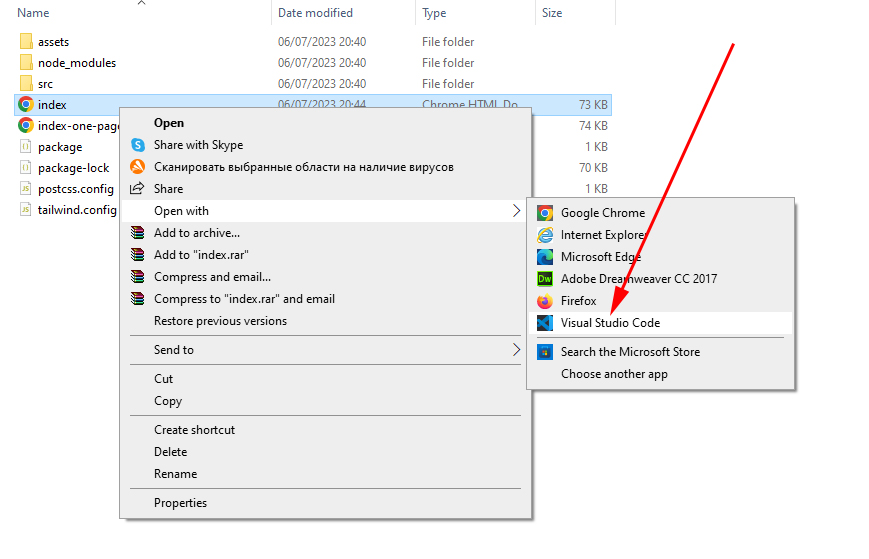 Name Date modified Type Size
assets 06/07/2023 20:40 File folder
node_modules 06/07/2023 20:40 File folder
src 06/07/2023 20:40 File folder
index 06/07/2023 20:44 Chrome HTML Do... 73 KB
index-one-page 74 KB
package 1 KB
package-lock 70 KB
postcss.config 1 KB
tailwind.config
Open
Share with Skype
Сканировать выбранные области на наличие вирусов
Share
Open with
Add to archive...
Add to "index.rar"
Compress and email...
Compress to "index.rar" and email
Restore previous versions
Send to
Cut
Copy
Create shortcut
Delete
Rename
Properties
Google Chrome
Internet Explorer
Microsoft Edge
Dw Adobe Dreamweaver CC 2017
Firefox
Visual Studio Code
Search the Microsoft Store
Choose another app